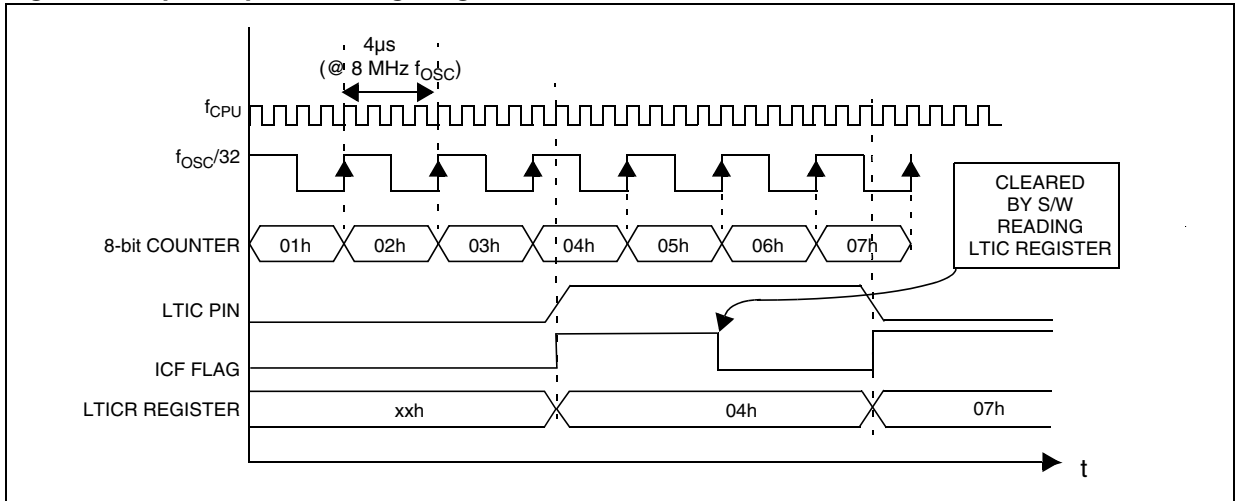 4µs
(@ 8 MHz fOSC)
fCPU
fOSC/32
8-bit COUNTER
01h 02h 03h 04h 05h 06h 07h
CLEARED
BY S/W
READING
LTIC REGISTER
LTIC PIN
ICF FLAG
LTICR REGISTER
xxh 04h 07h
t